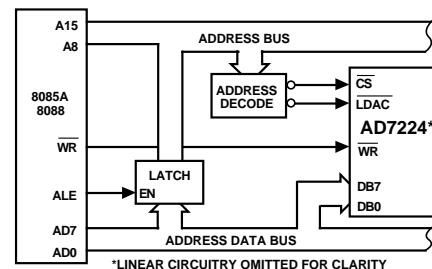 A15
A8
ADDRESS BUS
8085A
8088
ADDRESS
DECODE
CS
LDAC
AD7224*
WR
WR
LATCH
EN
ALE
DB7
DB0
AD7
AD0
ADDRESS DATA BUS
*LINEAR CIRCUITRY OMITTED FOR CLARITY